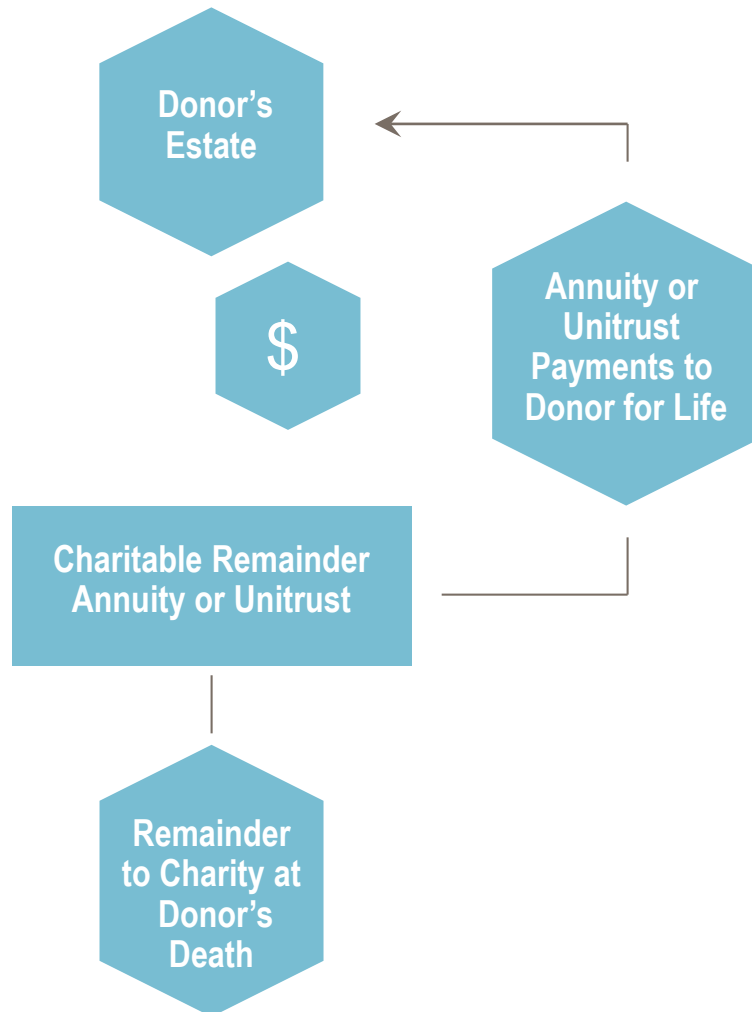 Donor’s
Estate
$
Annuity or
Unitrust
Payments to
Donor for Life
Charitable Remainder
Annuity or Unitrust
Remainder
to Charity at
Donor’s
Death